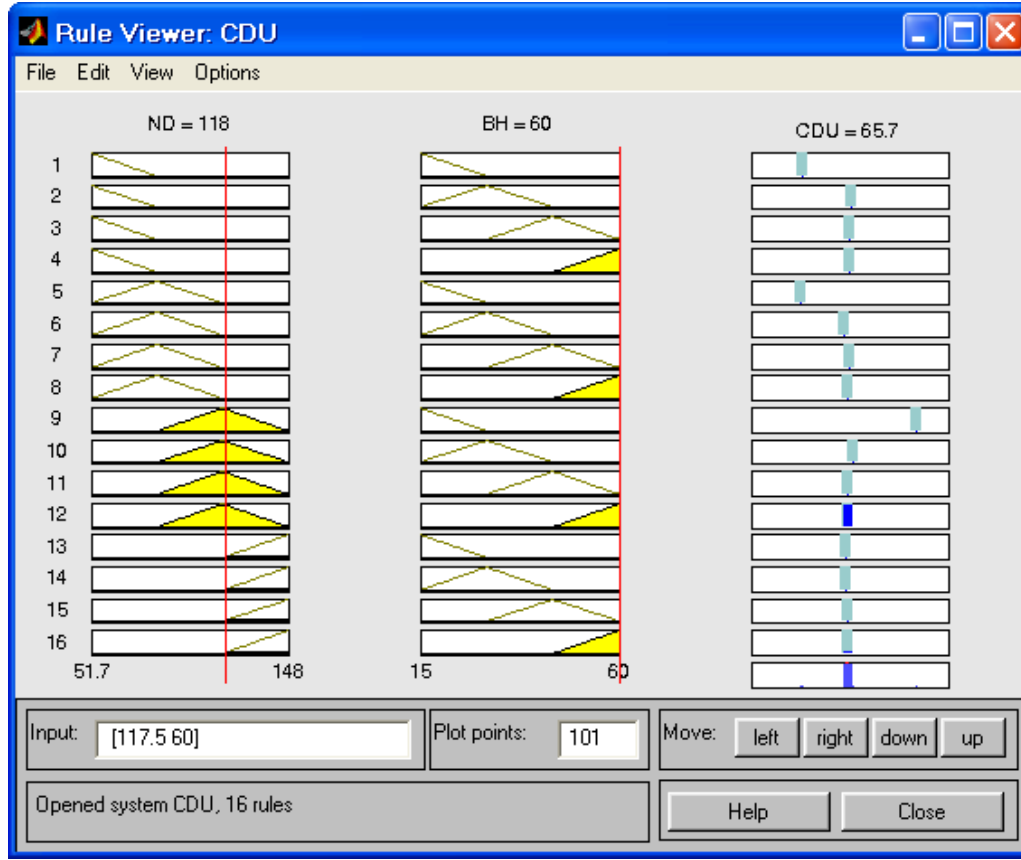 Rule Viewer: CDU
File Edit View Options
ND = 118 BH = 60 CDU = 65.7
1
2
3
4
5
6
7
8
9
10
11
12
13
14
15
16
51.7 148 15 60
Input: [117.5 60] Plot points: 101 Move: left right down up
Opened system CDU, 16 rules Help Close